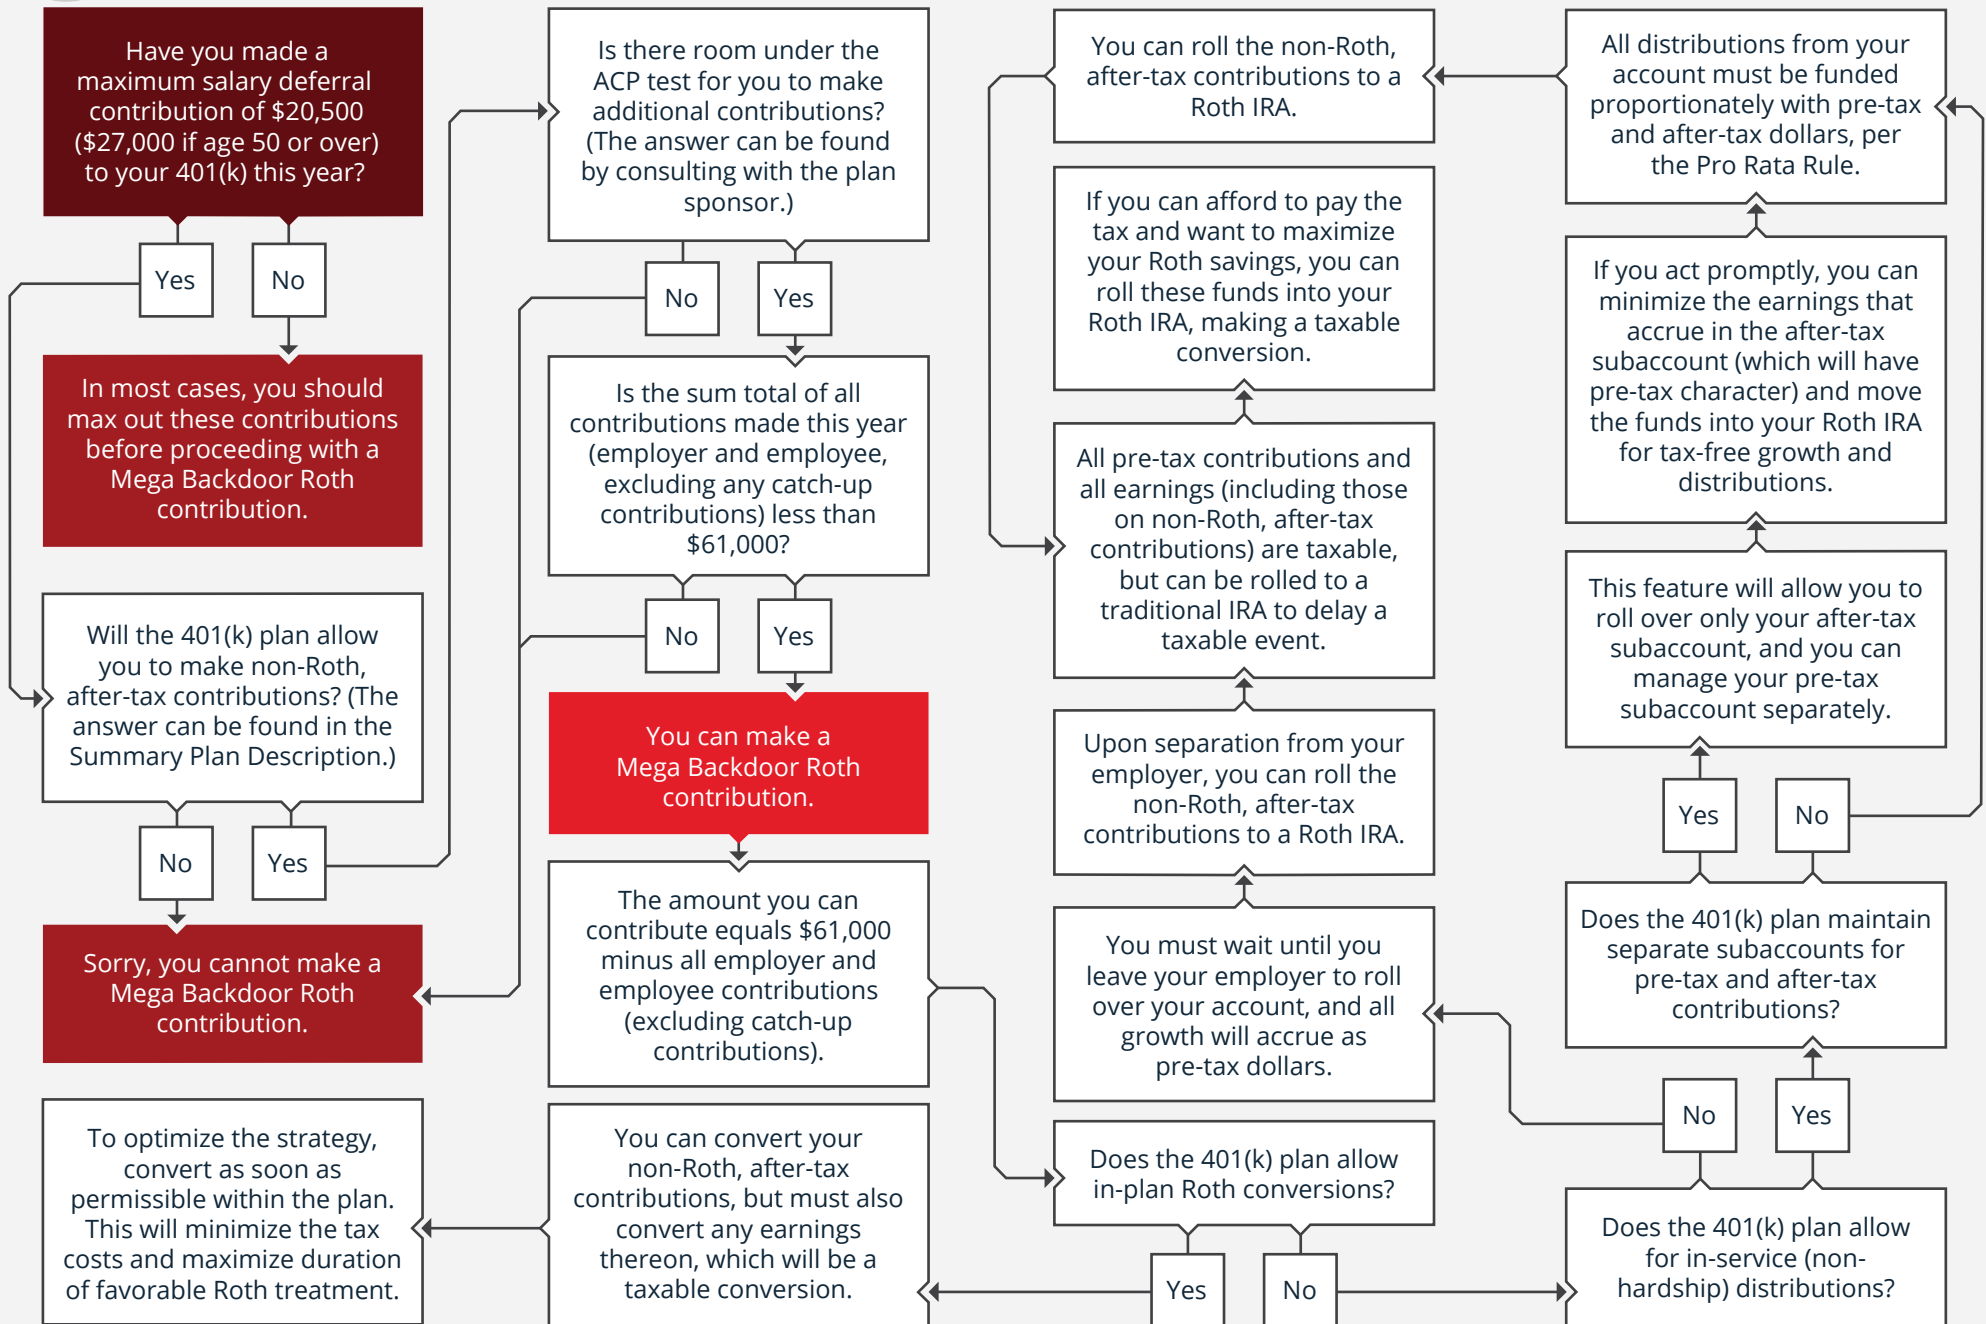 Have you made a
maximum salary deferral
contribution of $20,500
($27,000 if age 50 or over)
to your 401(k) this year?
Yes
No
In most cases, you should
max out these contributions
before proceeding with a
Mega Backdoor Roth
contribution.
Will the 401(k) plan allow
you to make non-Roth,
after-tax contributions? (The
answer can be found in the
Summary Plan Description.)
No
Yes
Sorry, you cannot make a
Mega Backdoor Roth
contribution.
Is there room under the
ACP test for you to make
additional contributions?
(The answer can be found
by consulting with the plan
sponsor.)
No
Yes
Is the sum total of all
contributions made this year
(employer and employee,
excluding any catch-up
contributions) less than
$61,000?
No
Yes
You can make a
Mega Backdoor Roth
contribution.
The amount you can
contribute equals $61,000
minus all employer and
employee contributions
(excluding catch-up
contributions).
Does the 401(k) plan allow
in-plan Roth conversions?
Yes
No
You can convert your
non-Roth, after-tax
contributions, but must also
convert any earnings
thereon, which will be a
taxable conversion.
To optimize the strategy,
convert as soon as
permissible within the plan.
This will minimize the tax
costs and maximize duration
of favorable Roth treatment.
Does the 401(k) plan allow
for in-service (non-
hardship) distributions?
No
Yes
You must wait until you
leave your employer to roll
over your account, and all
growth will accrue as
pre-tax dollars.
Upon separation from your
employer, you can roll the
non-Roth, after-tax
contributions to a Roth IRA.
Does the 401(k) plan maintain
separate subaccounts for
pre-tax and after-tax
contributions?
Yes
No
This feature will allow you to
roll over only your after-tax
subaccount, and you can
manage your pre-tax
subaccount separately.
If you act promptly, you can
minimize the earnings that
accrue in the after-tax
subaccount (which will have
pre-tax character) and move
the funds into your Roth IRA
for tax-free growth and
distributions.
All distributions from your
account must be funded
proportionately with pre-tax
and after-tax dollars, per
the Pro Rata Rule.
You can roll the non-Roth,
after-tax contributions to a
Roth IRA.
All pre-tax contributions and
all earnings (including those
on non-Roth, after-tax
contributions) are taxable,
but can be rolled to a
traditional IRA to delay a
taxable event.
If you can afford to pay the
tax and want to maximize
your Roth savings, you can
roll these funds into your
Roth IRA, making a taxable
conversion.